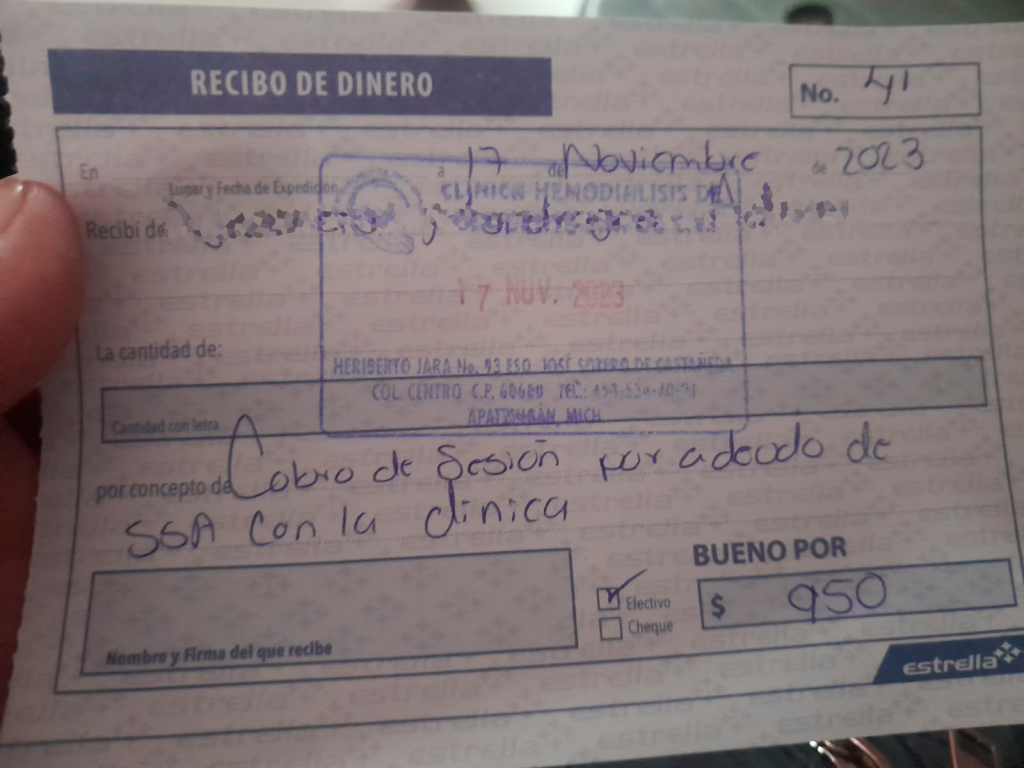 RECIBO DE DINERO
No. 41
En a 17 de Noviembre de 2023
Lugar y Fecha de Expedición
CLINICA HEMODIALISIS DE
Recibí de
17 NOV. 2023
La cantidad de:
HERIBERTO JARA No. 93 ESQ. JOSÉ SOTERO DE CASTAÑEDA
COL. CENTRO C.P. 60600 TEL.:
Cantidad con letra
APATZINGÁN, MICH
por concepto de Cobro de Sesión por adeudo de
SSA con la clinica
BUENO POR
Efectivo
$ 950
Cheque
Nombre y Firma del que recibe
estrella